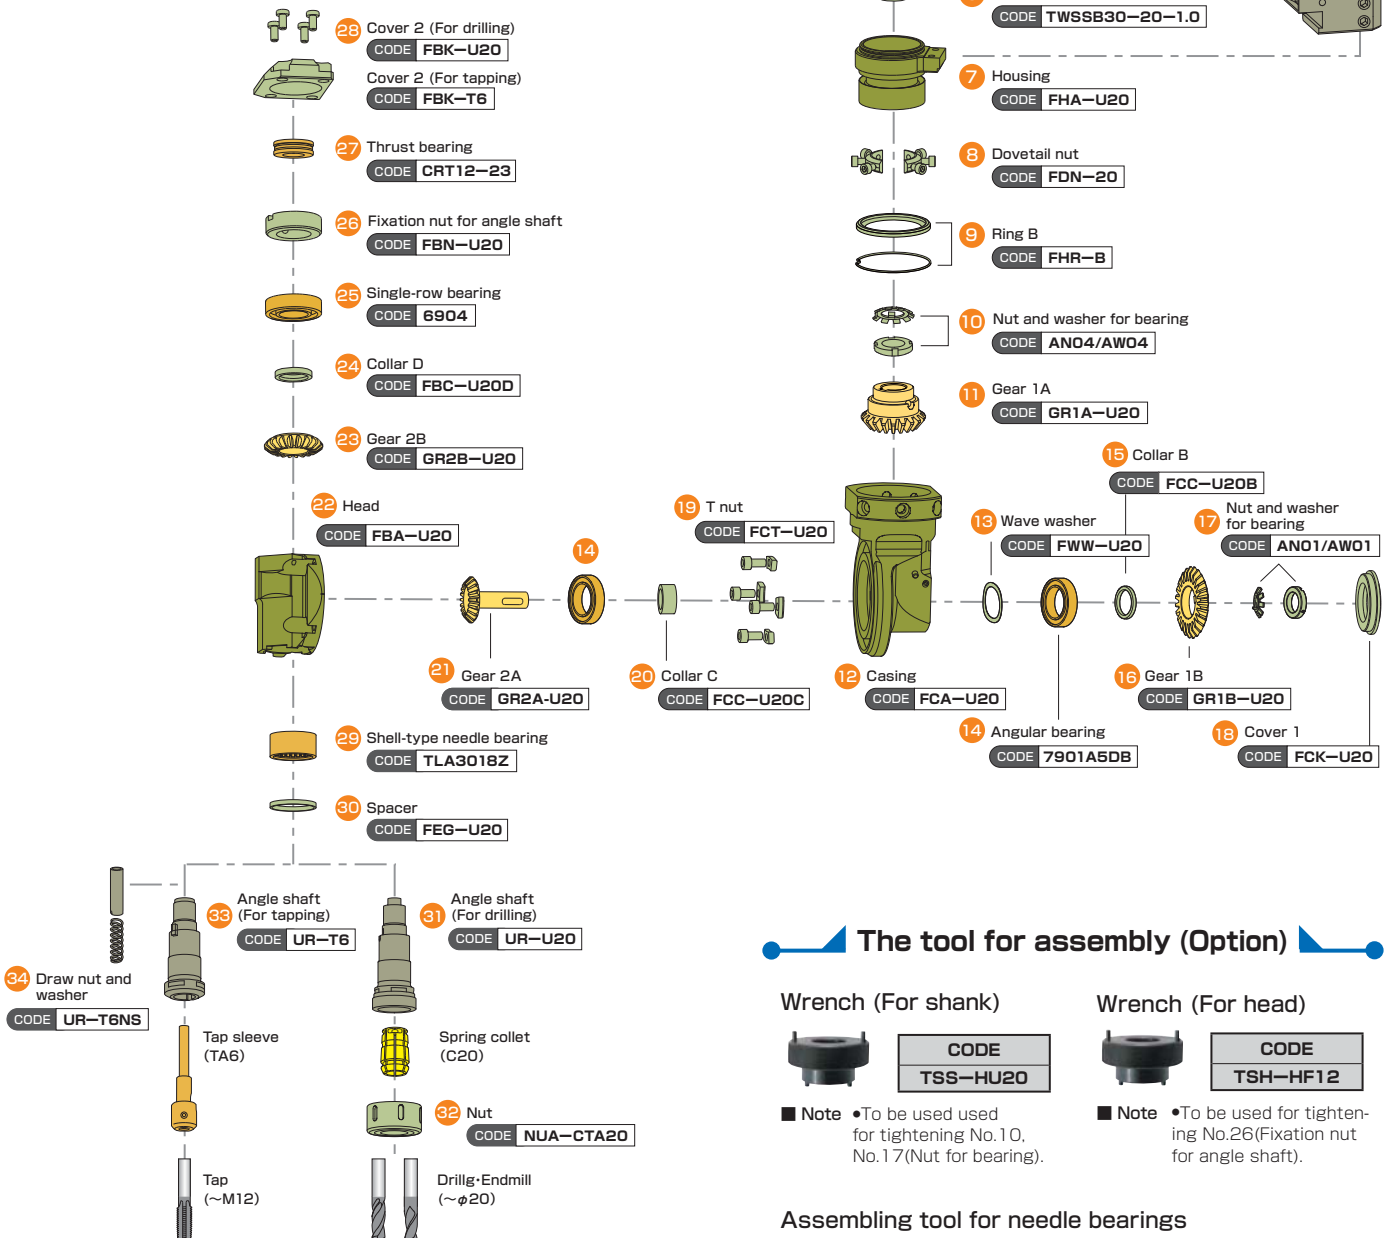 28 Cover 2 (For drilling)
CODE FBK-U20
Cover 2 (For tapping)
CODE FBK-T6
27 Thrust bearing
CODE CRT12-23
26 Fixation nut for angle shaft
CODE FBN-U20
25 Single-row bearing
CODE 6904
24 Collar D
CODE FBC-U20D
23 Gear 2B
CODE GR2B-U20
22 Head
CODE FBA-U20
CODE TWSSB30-20-1.0
7 Housing
CODE FHA-U20
8 Dovetail nut
CODE FDN-20
9 Ring B
CODE FHR-B
10 Nut and washer for bearing
CODE AN04/AW04
11 Gear 1A
CODE GR1A-U20
15 Collar B
CODE FCC-U20B
19 T nut
CODE FCT-U20
13 Wave washer
CODE FWW-U20
17 Nut and washer
for bearing
CODE AN01/AW01
14
21 Gear 2A
CODE GR2A-U20
20 Collar C
CODE FCC-U20C
12 Casing
CODE FCA-U20
16 Gear 1B
CODE GR1B-U20
14 Angular bearing
CODE 7901A5DB
18 Cover 1
CODE FCK-U20
29 Shell-type needle bearing
CODE TLA3018Z
30 Spacer
CODE FEG-U20
33 Angle shaft
(For tapping)
CODE UR-T6
31 Angle shaft
(For drilling)
CODE UR-U20
34 Draw nut and
washer
CODE UR-T6NS
Tap sleeve
(TA6)
Spring collet
(C20)
32 Nut
CODE NUA-CTA20
Tap
(～M12)
Drillg･Endmill
(～φ20)
The tool for assembly (Option)
Wrench (For shank)
CODE
TSS-HU20
■ Note •To be used used
for tightening No.10,
No.17(Nut for bearing).
Wrench (For head)
CODE
TSH-HF12
■ Note •To be used for tighten-
ing No.26(Fixation nut
for angle shaft).
Assembling tool for needle bearings